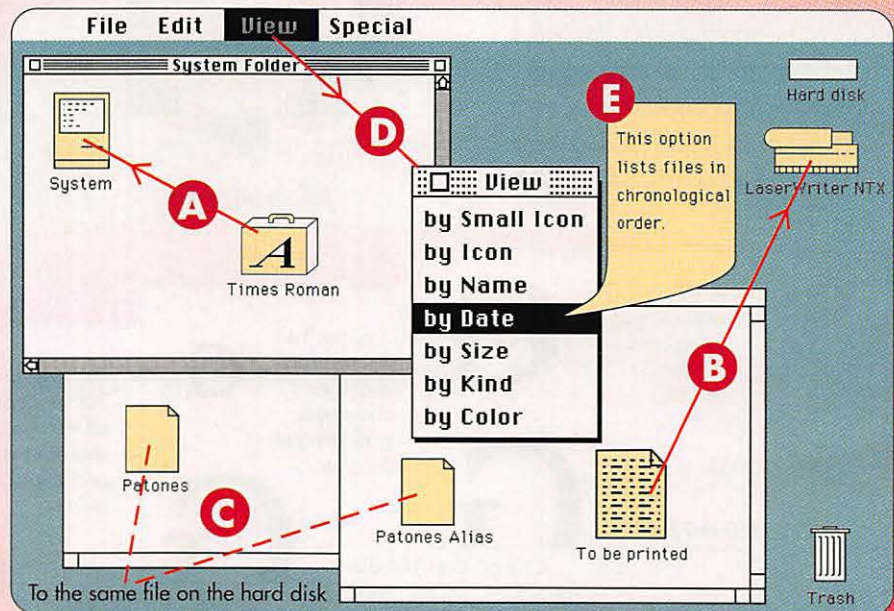 File Edit View Special
System Folder
Hard disk
E
This option
lists files in
chronological
order.
D
System
A
Times Roman
LaserWriter NTX
View
by Small Icon
by Icon
by Name
by Date
by Size
by Kind
by Color
B
Patones
C
Patones Alias
To be printed
To the same file on the hard disk
Trash